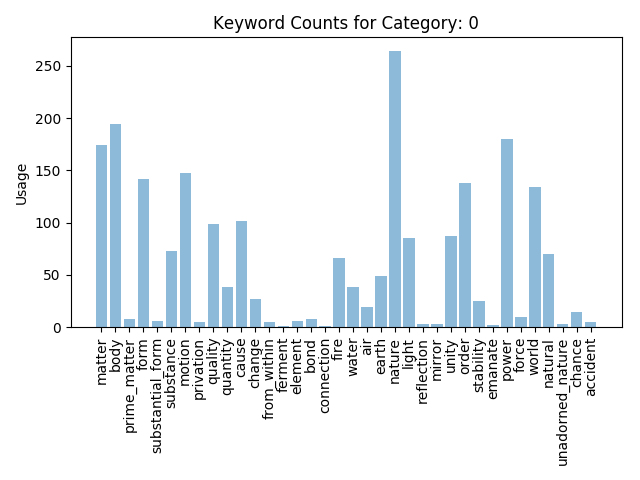 Keyword Counts for Category: 0
Usage
250
200
150
100
50
0
matter
body
prime_matter
form
substantial_form
substance
motion
privation
quality
quantity
cause
change
from_within
ferment
element
bond
connection
fire
water
air
earth
nature
light
reflection
mirror
unity
order
stability
emanate
power
force
world
natural
unadorned_nature
chance
accident